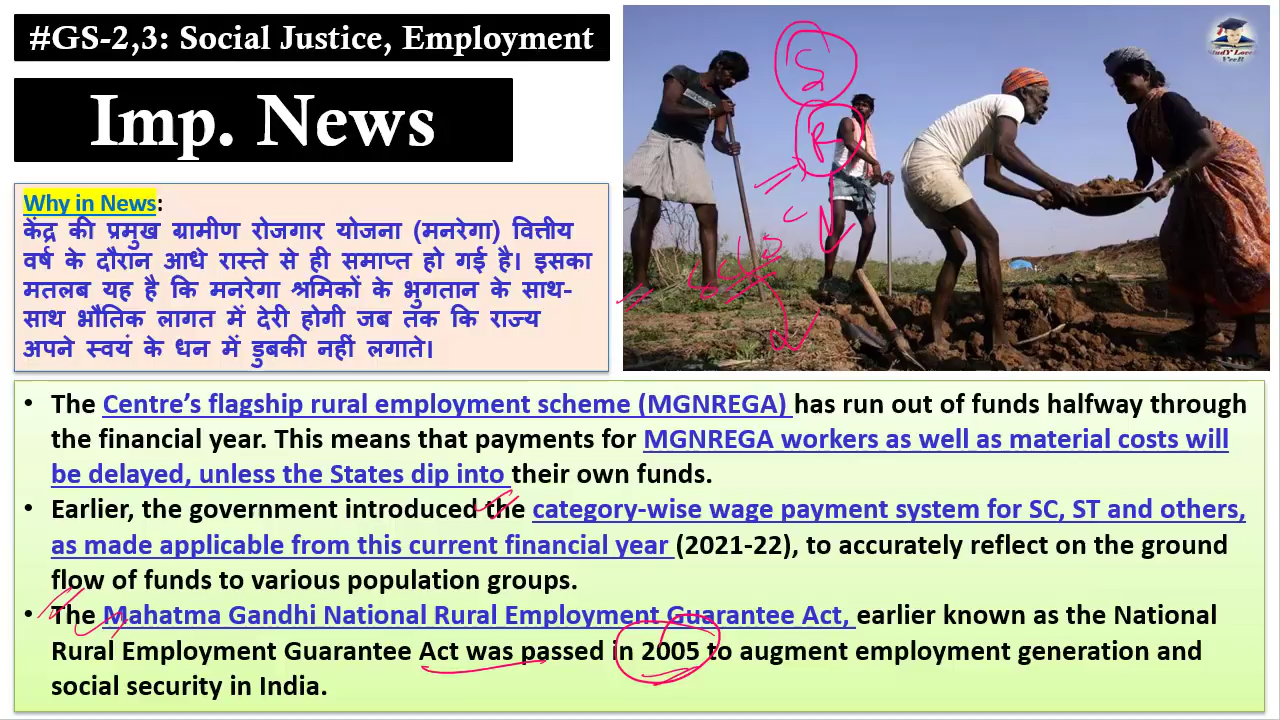 #GS-2,3: Social Justice, Employment
Imp. News
StudY Lover
VeeR
Why in News:
केंद्र की प्रमुख ग्रामीण रोजगार योजना (मनरेगा) वित्तीय
वर्ष के दौरान आधे रास्ते से ही समाप्त हो गई है। इसका
मतलब यह है कि मनरेगा श्रमिकों के भुगतान के साथ-
साथ भौतिक लागत में देरी होगी जब तक कि राज्य
अपने स्वयं के धन में डुबकी नहीं लगाते।
• The Centre’s flagship rural employment scheme (MGNREGA) has run out of funds halfway through
the financial year. This means that payments for MGNREGA workers as well as material costs will
be delayed, unless the States dip into their own funds.
• Earlier, the government introduced the category-wise wage payment system for SC, ST and others,
as made applicable from this current financial year (2021-22), to accurately reflect on the ground
flow of funds to various population groups.
• The Mahatma Gandhi National Rural Employment Guarantee Act, earlier known as the National
Rural Employment Guarantee Act was passed in 2005 to augment employment generation and
social security in India.